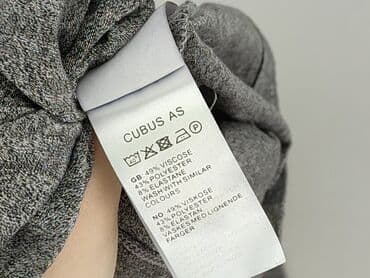 CUBUS AS
GB 49% VISCOSE
43% POLYESTER
8% ELASTANE
WASH WITH SIMILAR
COLOURS
NO 49% VISKOSE
43% POLYESTER
8% ELASTAN
VASKES MED LIGNENDE
FARGER